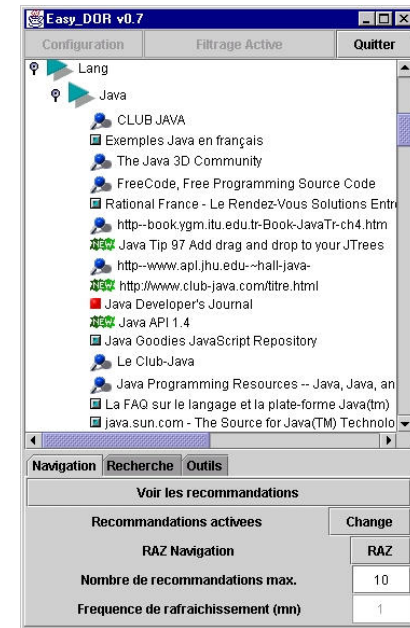 Easy_DOR v0.7
Configuration Filtrage Active Quitter
Lang
Java
CLUB JAVA
Exemples Java en français
The Java 3D Community
FreeCode, Free Programming Source Code
Rational France - Le Rendez-Vous Solutions Entr
http--book.ygm.itu.edu.tr-Book-JavaTr-ch4.htm
NEW Java Tip 97 Add drag and drop to your JTrees
http--www.apl.jhu.edu-~hall-java-
NEW http://www.club-java.com/titre.html
Java Developer's Journal
NEW Java API 1.4
Java Goodies JavaScript Repository
Le Club-Java
Java Programming Resources -- Java, Java, an
La FAQ sur le langage et la plate-forme Java(tm)
java.sun.com - The Source for Java(TM) Technolo
Navigation Recherche Outils
Voir les recommandations
Recommandations activees Change
RAZ Navigation RAZ
Nombre de recommandations max. 10
Frequence de rafraichissement (mn) 1